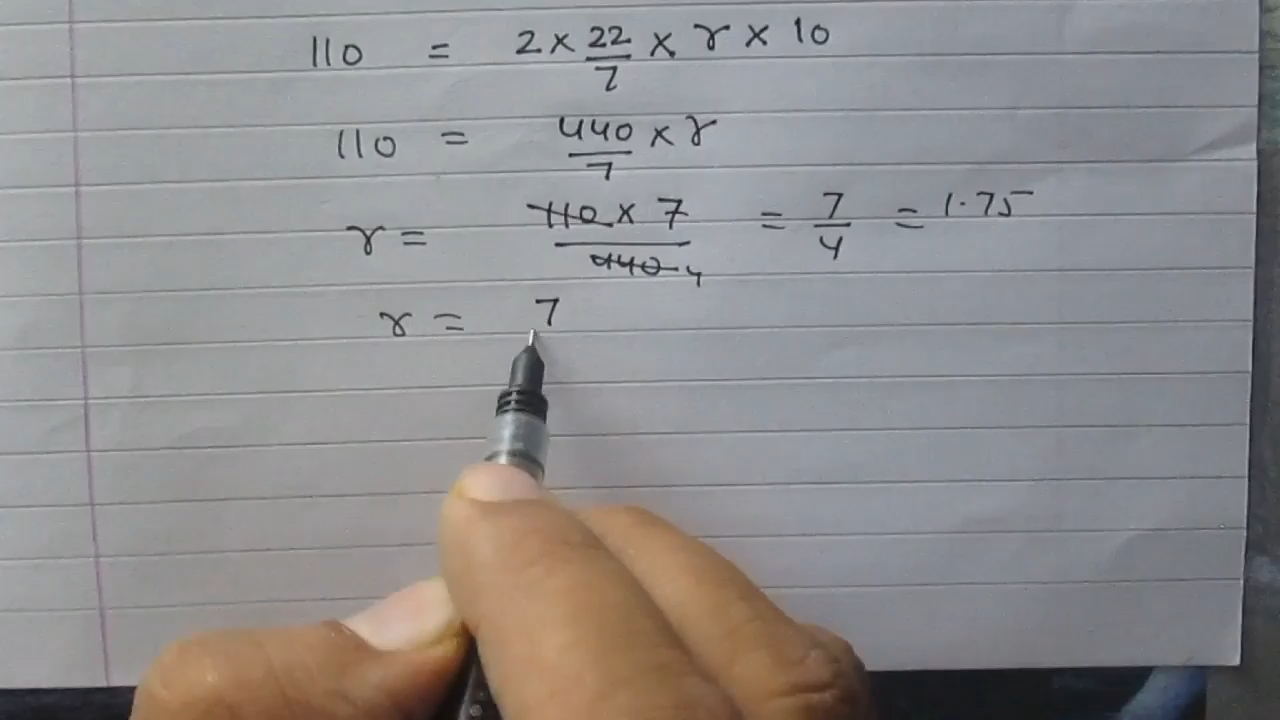 110 = 2 × 22/7 × r × 10
110 = 440/7 × r
r = 110 × 7/440 4 = 7/4 = 1.75
r = 7